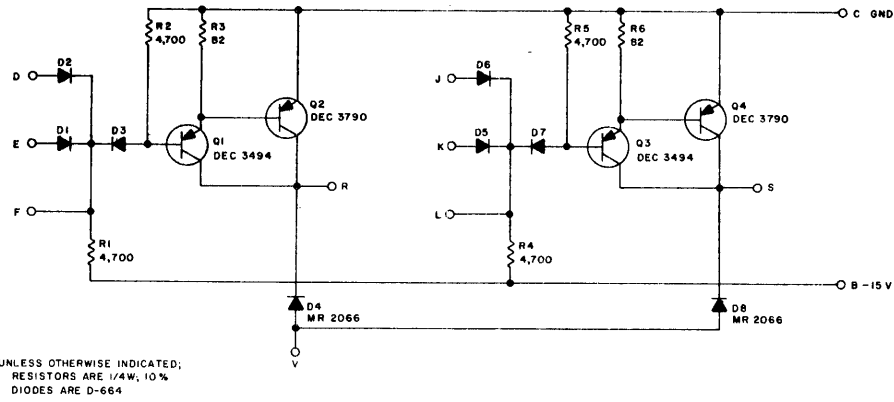 R2
4,700
R3
82
R5
4,700
R6
82
C GND
D2
D
D6
J
Q2
DEC 3790
Q4
DEC 3790
D1
E
D3
Q1
DEC 3494
D5
K
D7
Q3
DEC 3494
R
S
F
L
R1
4,700
R4
4,700
B -15V
D4
MR 2066
D8
MR 2066
V
UNLESS OTHERWISE INDICATED;
RESISTORS ARE 1/4W; 10%
DIODES ARE D-664